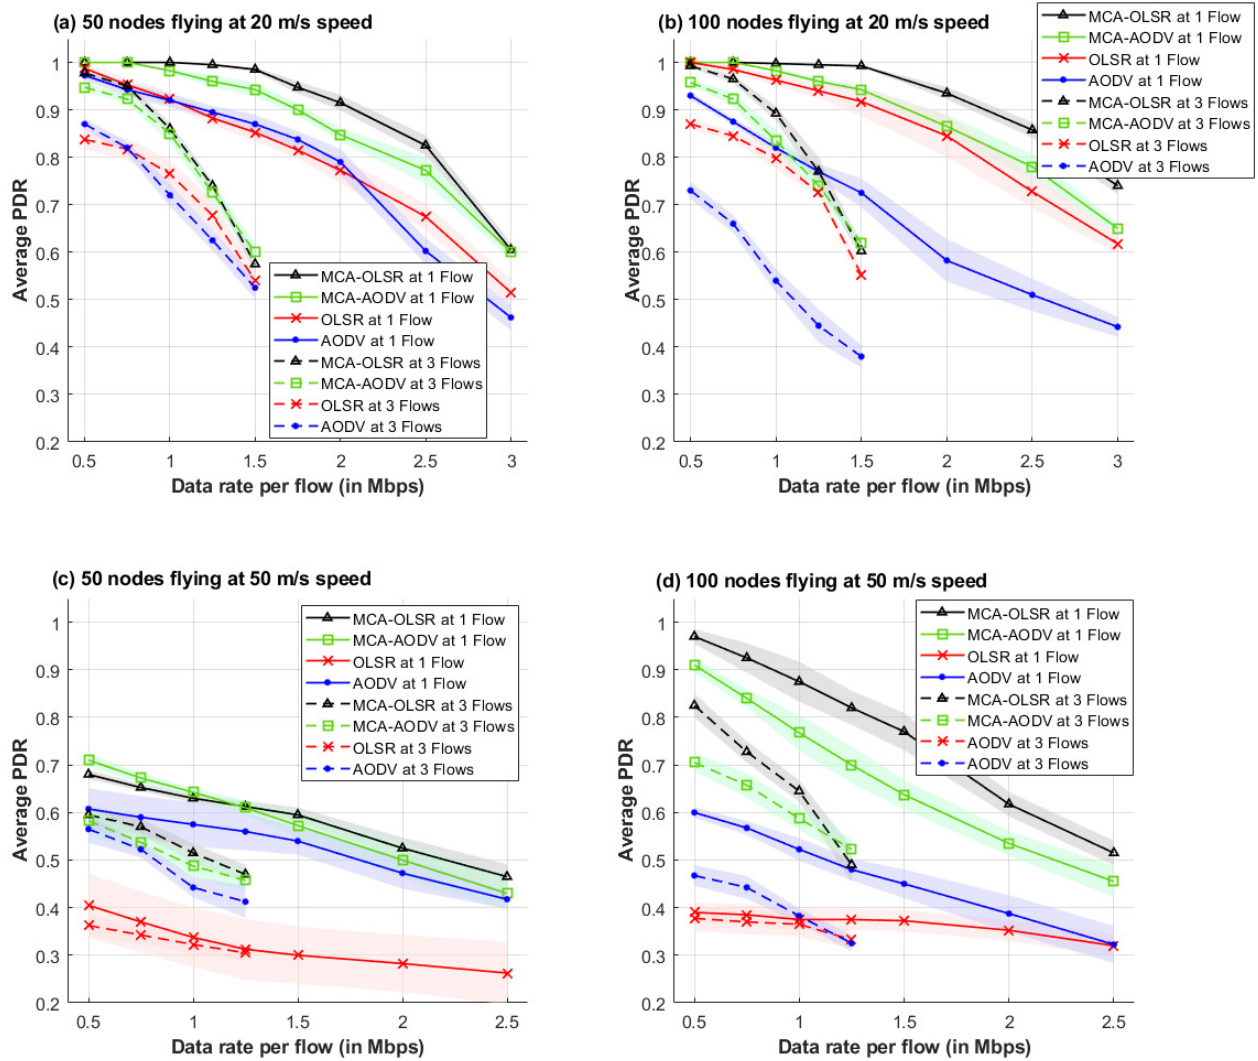 (a) 50 nodes flying at 20 m/s speed
1
0.9
0.8
0.7
0.6
0.5
0.4
0.3
0.2
Average PDR
MCA-OLSR at 1 Flow
MCA-AODV at 1 Flow
OLSR at 1 Flow
AODV at 1 Flow
MCA-OLSR at 3 Flows
MCA-AODV at 3 Flows
OLSR at 3 Flows
AODV at 3 Flows
0.5 1 1.5 2 2.5 3
Data rate per flow (in Mbps)
(b) 100 nodes flying at 20 m/s speed
1
0.9
0.8
0.7
0.6
0.5
0.4
0.3
0.2
Average PDR
MCA-OLSR at 1 Flow
MCA-AODV at 1 Flow
OLSR at 1 Flow
AODV at 1 Flow
MCA-OLSR at 3 Flows
MCA-AODV at 3 Flows
OLSR at 3 Flows
AODV at 3 Flows
0.5 1 1.5 2 2.5 3
Data rate per flow (in Mbps)
(c) 50 nodes flying at 50 m/s speed
1
0.9
0.8
0.7
0.6
0.5
0.4
0.3
0.2
Average PDR
MCA-OLSR at 1 Flow
MCA-AODV at 1 Flow
OLSR at 1 Flow
AODV at 1 Flow
MCA-OLSR at 3 Flows
MCA-AODV at 3 Flows
OLSR at 3 Flows
AODV at 3 Flows
0.5 1 1.5 2 2.5
Data rate per flow (in Mbps)
(d) 100 nodes flying at 50 m/s speed
1
0.9
0.8
0.7
0.6
0.5
0.4
0.3
0.2
Average PDR
MCA-OLSR at 1 Flow
MCA-AODV at 1 Flow
OLSR at 1 Flow
AODV at 1 Flow
MCA-OLSR at 3 Flows
MCA-AODV at 3 Flows
AODV at 3 Flows
AODV at 3 Flows
0.5 1 1.5 2 2.5
Data rate per flow (in Mbps)